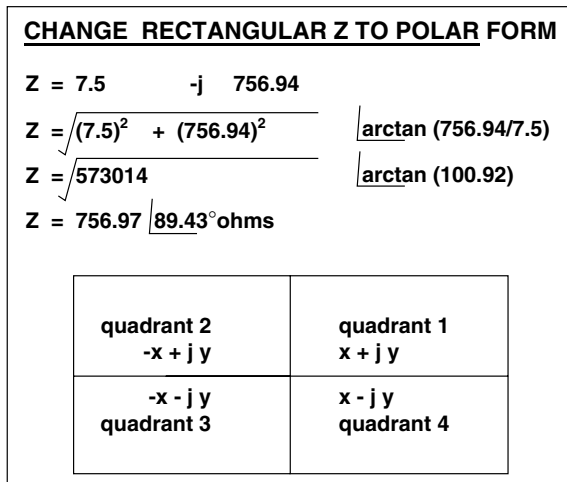 CHANGE RECTANGULAR Z TO POLAR FORM
Z = 7.5 -j 756.94
Z = √(7.5)² + (756.94)² ∠arctan (756.94/7.5)
Z = √573014 ∠arctan (100.92)
Z = 756.97 ∠89.43° ohms
quadrant 2 quadrant 1
-x + j y x + j y
-x - j y x - j y
quadrant 3 quadrant 4